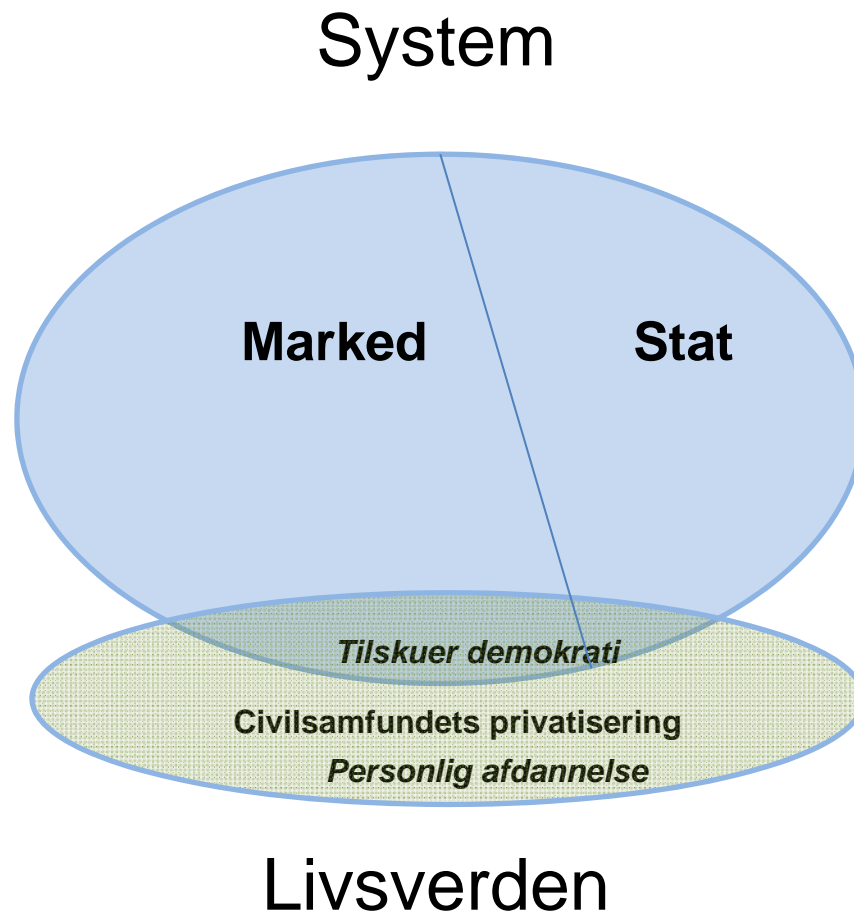 System
Marked Stat
Tilskuer demokrati
Civilsamfundets privatisering
Personlig afdannelse
Livsverden